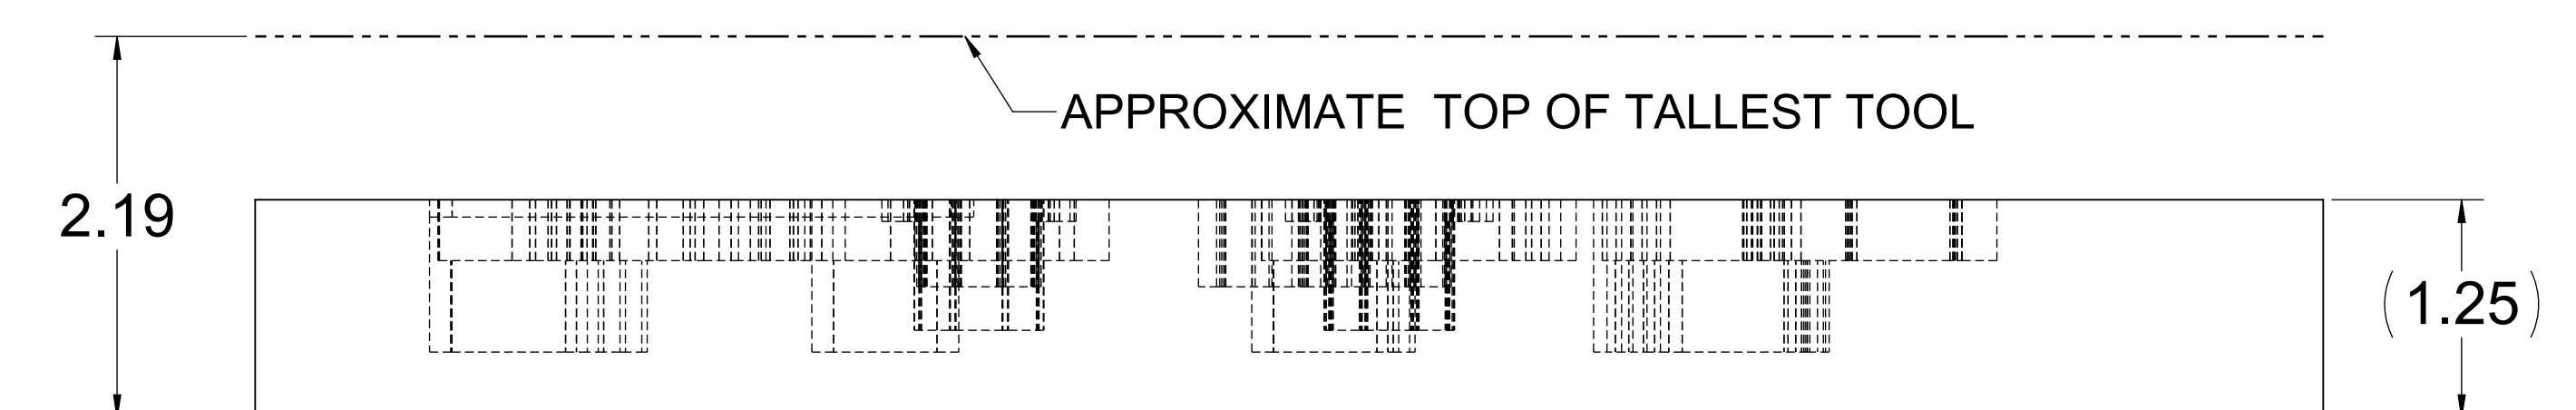 APPROXIMATE  TOP OF TALLEST TOOL
2.19
(1.25)